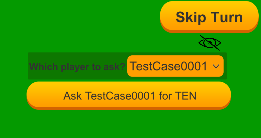 Skip Turn
Which player to ask? TestCase0001
Ask TestCase0001 for TEN